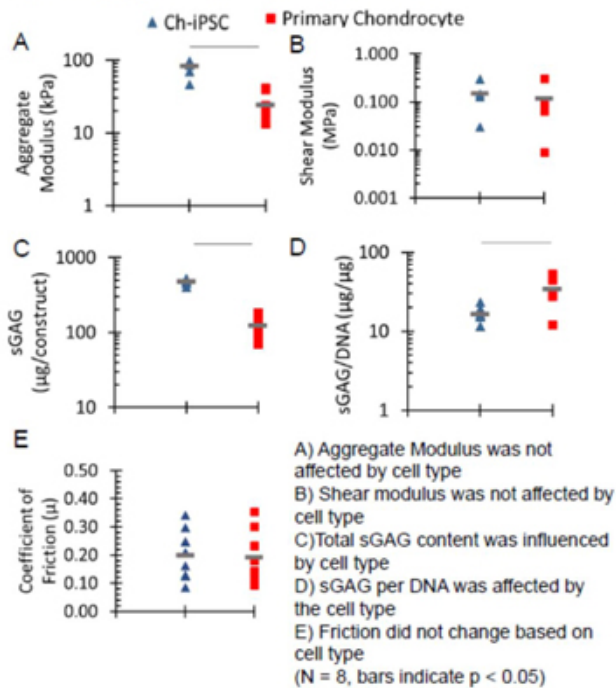 Ch-iPSC Primary Chondrocyte
A
Aggregate
Modulus (kPa)
100
10
1
B
Shear Modulus
(MPa)
1.000
0.100
0.010
0.001
C
sGAG
(µg/construct)
1000
100
10
D
sGAG/DNA (µg/µg)
100
10
1
E
Coefficient of
Friction (µ)
0.50
0.40
0.30
0.20
0.10
0.00
A) Aggregate Modulus was not
affected by cell type
B) Shear modulus was not affected by
cell type
C)Total sGAG content was influenced
by cell type
D) sGAG per DNA was affected by
the cell type
E) Friction did not change based on
cell type
(N = 8, bars indicate p < 0.05)